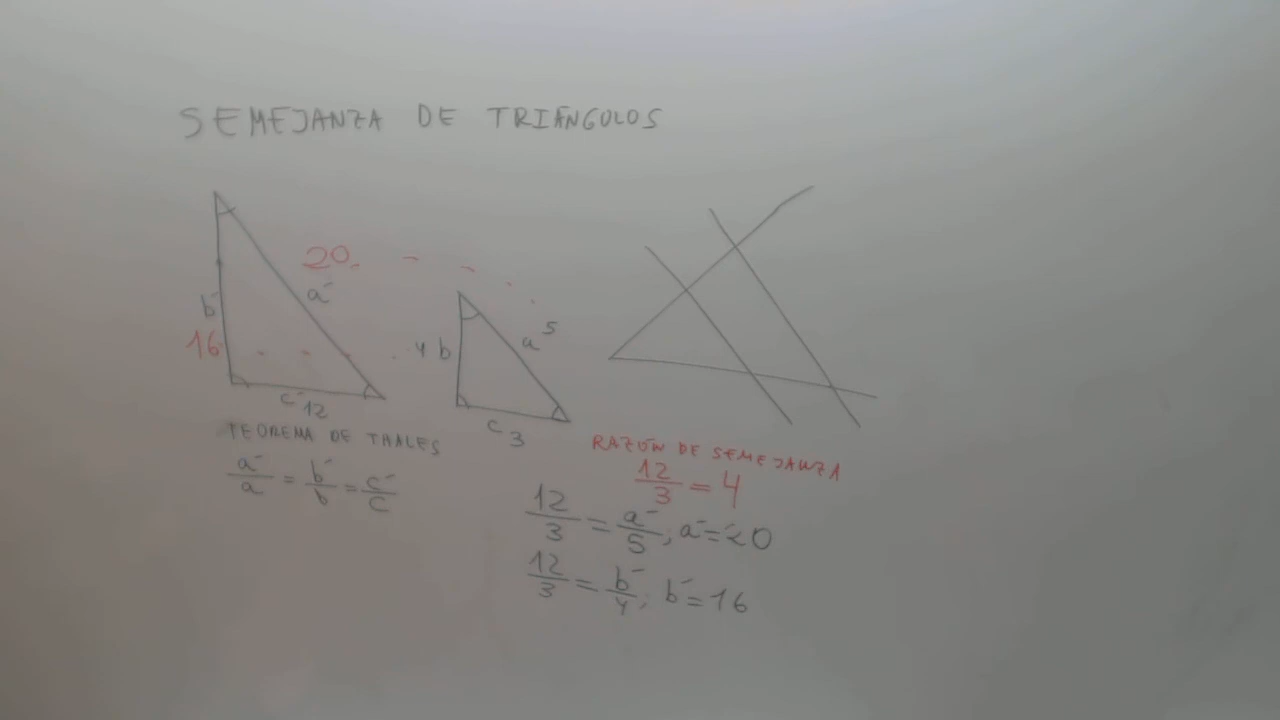 SEMEJANZA DE TRIÁNGULOS
20
a´
b´
16
c´ 12
4 b
a 5
c 3
TEOREMA DE THALES
a´/a = b´/b = c´/c
RAZÓN DE SEMEJANZA
12/3 = 4
12/3 = a´/5, a´=20
12/3 = b´/4; b´=16